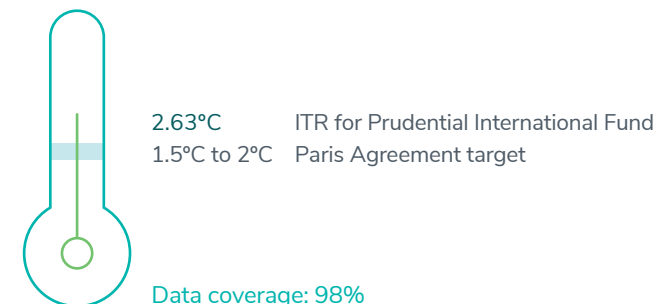 2.63°C ITR for Prudential International Fund
1.5°C to 2°C Paris Agreement target
Data coverage: 98%